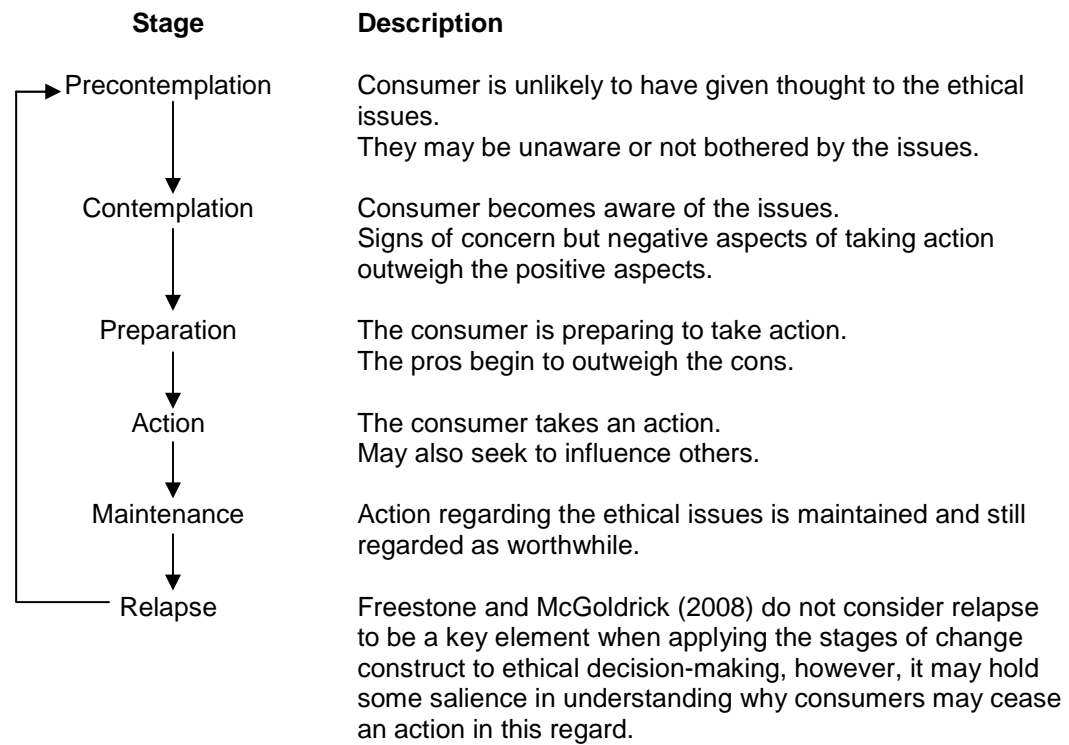 Stage Description
Precontemplation Consumer is unlikely to have given thought to the ethical
issues.
They may be unaware or not bothered by the issues.
Contemplation Consumer becomes aware of the issues.
Signs of concern but negative aspects of taking action
outweigh the positive aspects.
Preparation The consumer is preparing to take action.
The pros begin to outweigh the cons.
Action The consumer takes an action.
May also seek to influence others.
Maintenance Action regarding the ethical issues is maintained and still
regarded as worthwhile.
Relapse Freestone and McGoldrick (2008) do not consider relapse
to be a key element when applying the stages of change
construct to ethical decision-making, however, it may hold
some salience in understanding why consumers may cease
an action in this regard.